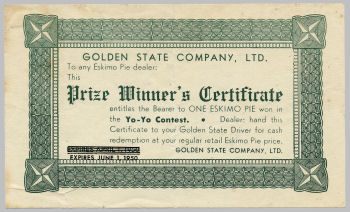 GOLDEN STATE COMPANY, LTD.
To any Eskimo Pie dealer:
This
Prize Winner's Certificate
entitles the Bearer to ONE ESKIMO PIE won in
the Yo-Yo Contest. • Dealer: hand this
Certificate to your Golden State Driver for cash
redemption at your regular retail Eskimo Pie price.
GOLDEN STATE COMPANY, LTD.
EXPIRES JUNE 1, 1950